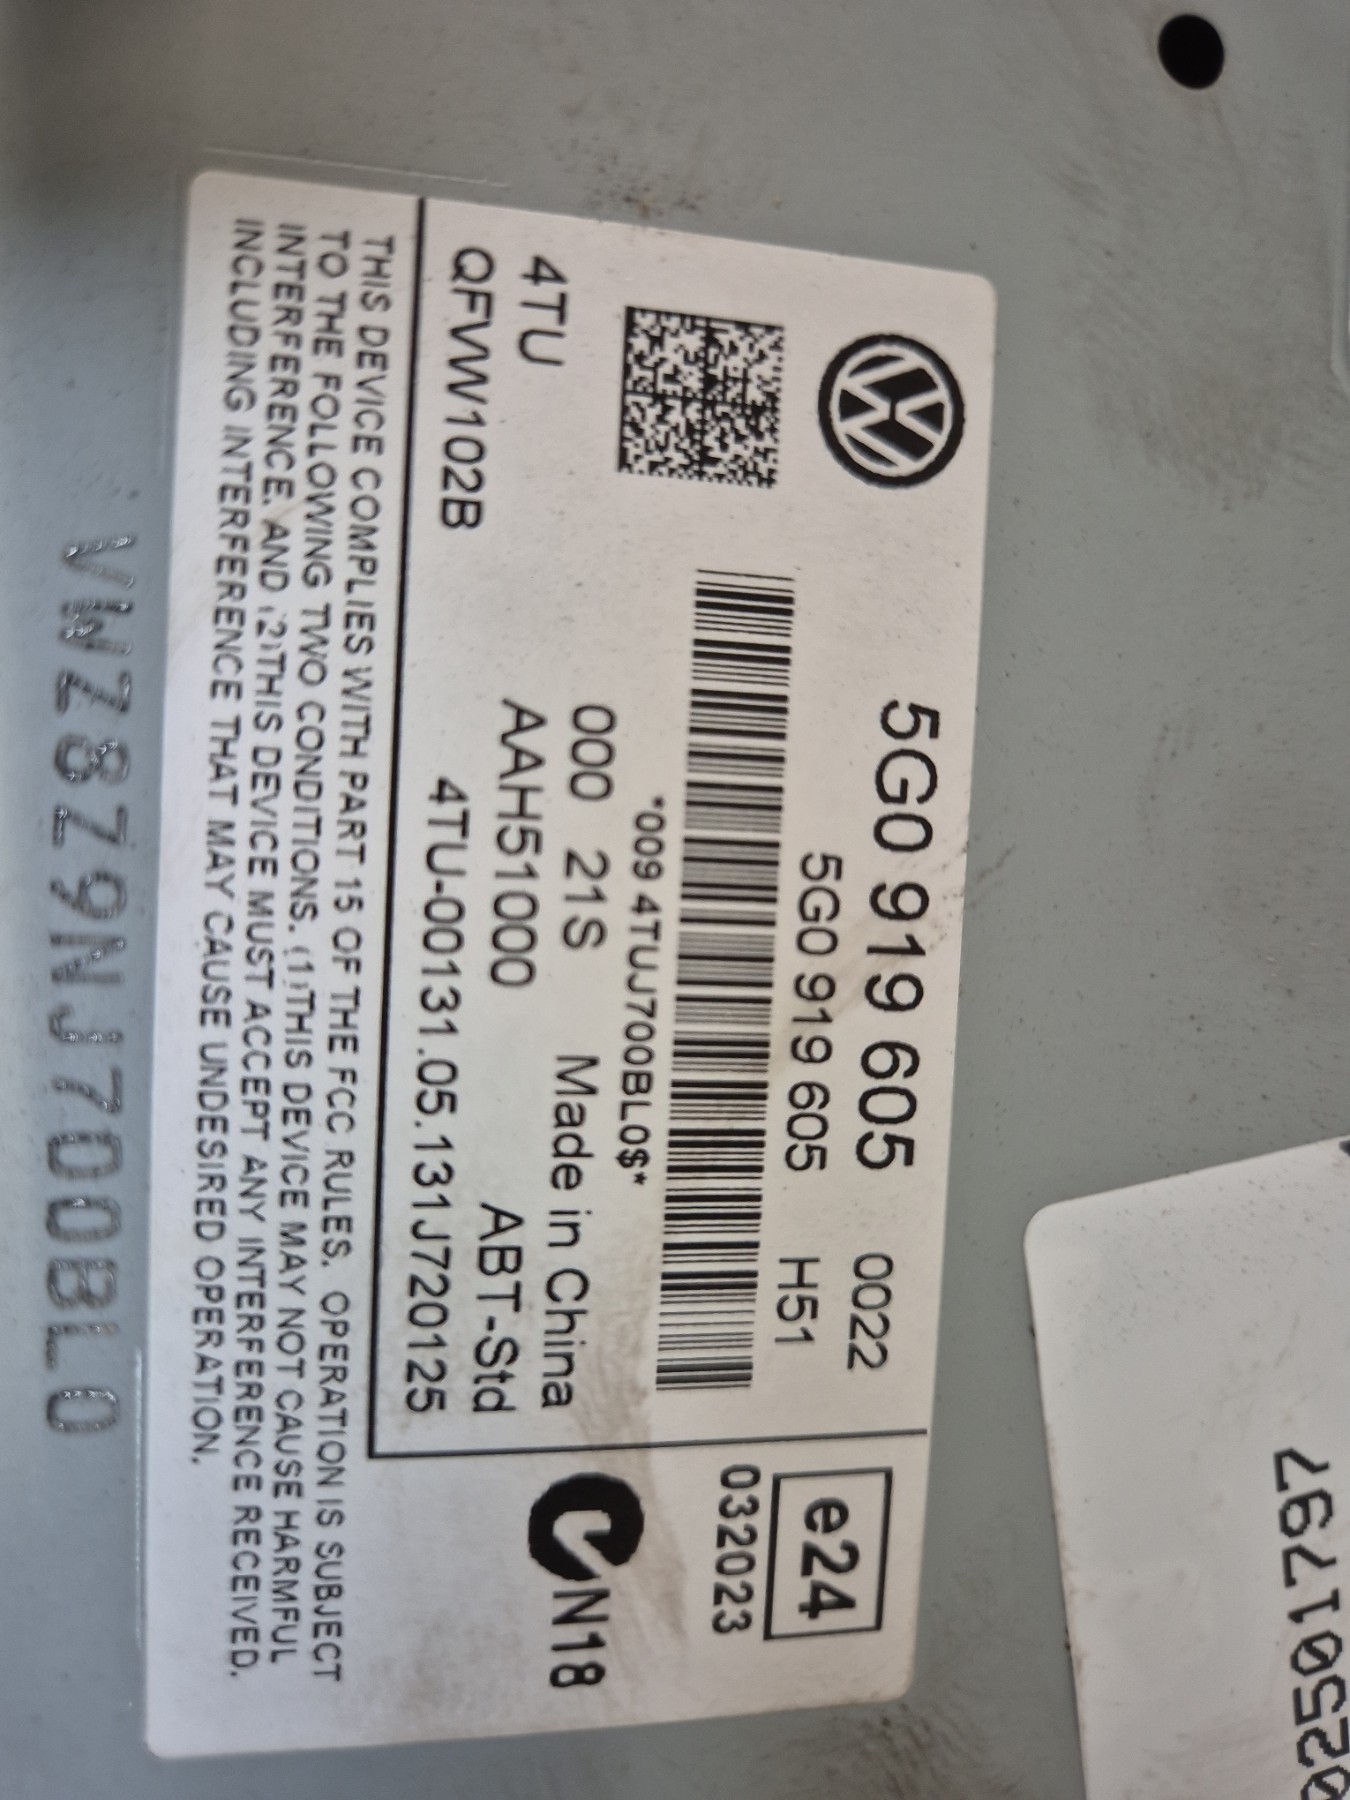 5G0 919 605 0022
5G0 919 605 H51
*009 4TUJ700BL0$*
000 21S Made in China
4TU AAH51000 ABT-Std
QFWW102B 4TU-00131.05.131J720125
e24
032023
N18
THIS DEVICE COMPLIES WITH PART 15 OF THE FCC RULES. OPERATION IS SUBJECT
TO THE FOLLOWING TWO CONDITIONS. (1)THIS DEVICE MAY NOT CAUSE HARMFUL
INTERFERENCE. AND (2)THIS DEVICE MUST ACCEPT ANY INTERFERENCE RECEIVED.
INCLUDING INTERFERENCE THAT MAY CAUSE UNDESIRED OPERATION.
VWZ8Z9NJ700BL0